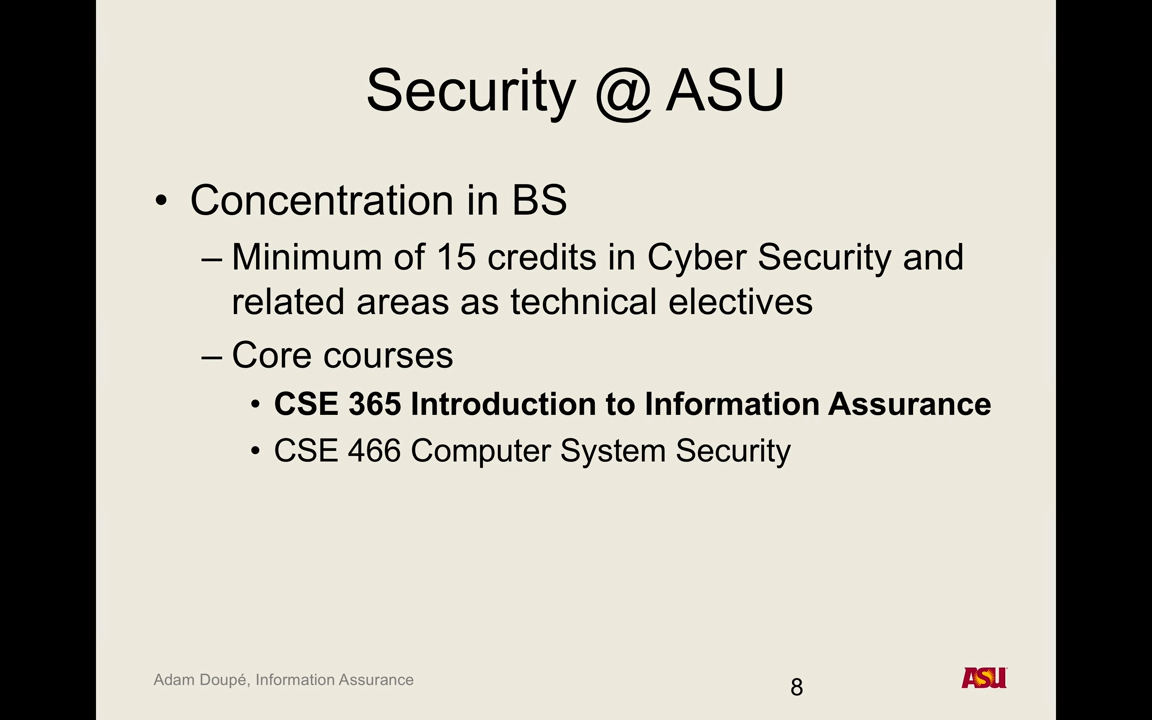 Security @ ASU
• Concentration in BS
– Minimum of 15 credits in Cyber Security and
related areas as technical electives
– Core courses
• CSE 365 Introduction to Information Assurance
• CSE 466 Computer System Security
Adam Doupé, Information Assurance
8
ASU